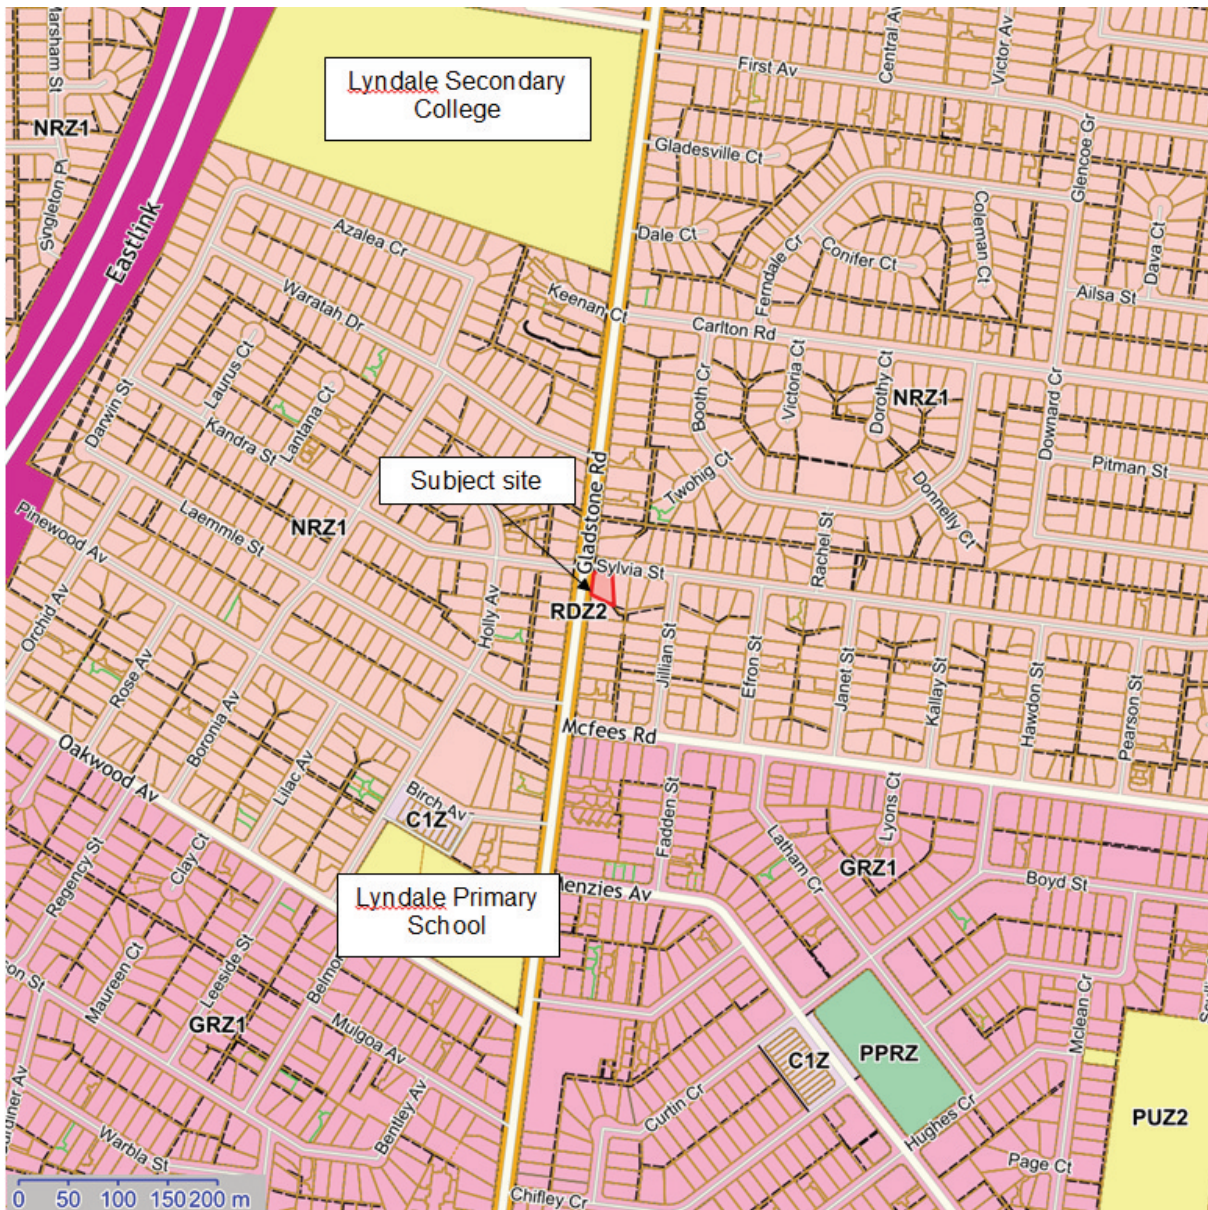 Marsham St
NRZ1
Singleton Pl
Eastlink
Lyndale Secondary
College
First Av
Central Av
Victor Av
Gladesville Ct
Glencoe Gr
Coleman Ct
Dava Ct
Dale Ct
Conifer Ct
Ferndale Cr
Ailsa St
Azalea Cr
Keenan Ct
Carlton Rd
Waratah Dr
Laurus Ct
Lantana Ct
Darwin St
Kandra St
Booth Cr
Victoria Ct
Dorothy Ct
NRZ1
Downard Cr
Pitman St
Twohig Ct
Donnelly Ct
Gladstone Rd
Subject site
Laemmle St
NRZ1
Pinewood Av
Sylvia St
Rachel St
RDZ2
Holly Av
Orchid Av
Rose Av
Boronia Av
Lilac Av
Jillian St
Efron St
Janet St
Kallay St
Hawdon St
Pearson St
Mcfees Rd
Oakwood Av
Birch Av
C1Z
Fadden St
Latham Cr
Lyons Ct
GRZ1
Boyd St
Regency St
Clay Ct
Lyndale Primary
School
enzies Av
Leeside St
Maureen Ct
Belmo
son St
GRZ1
Mulgoa Av
Bentley Av
Warbla St
ardiner Av
C1Z
PPRZ
Mclean Cr
Curtin Cr
Hughes Cr
PUZ2
Page Ct
Chifley Cr
0 50 100 150 200 m